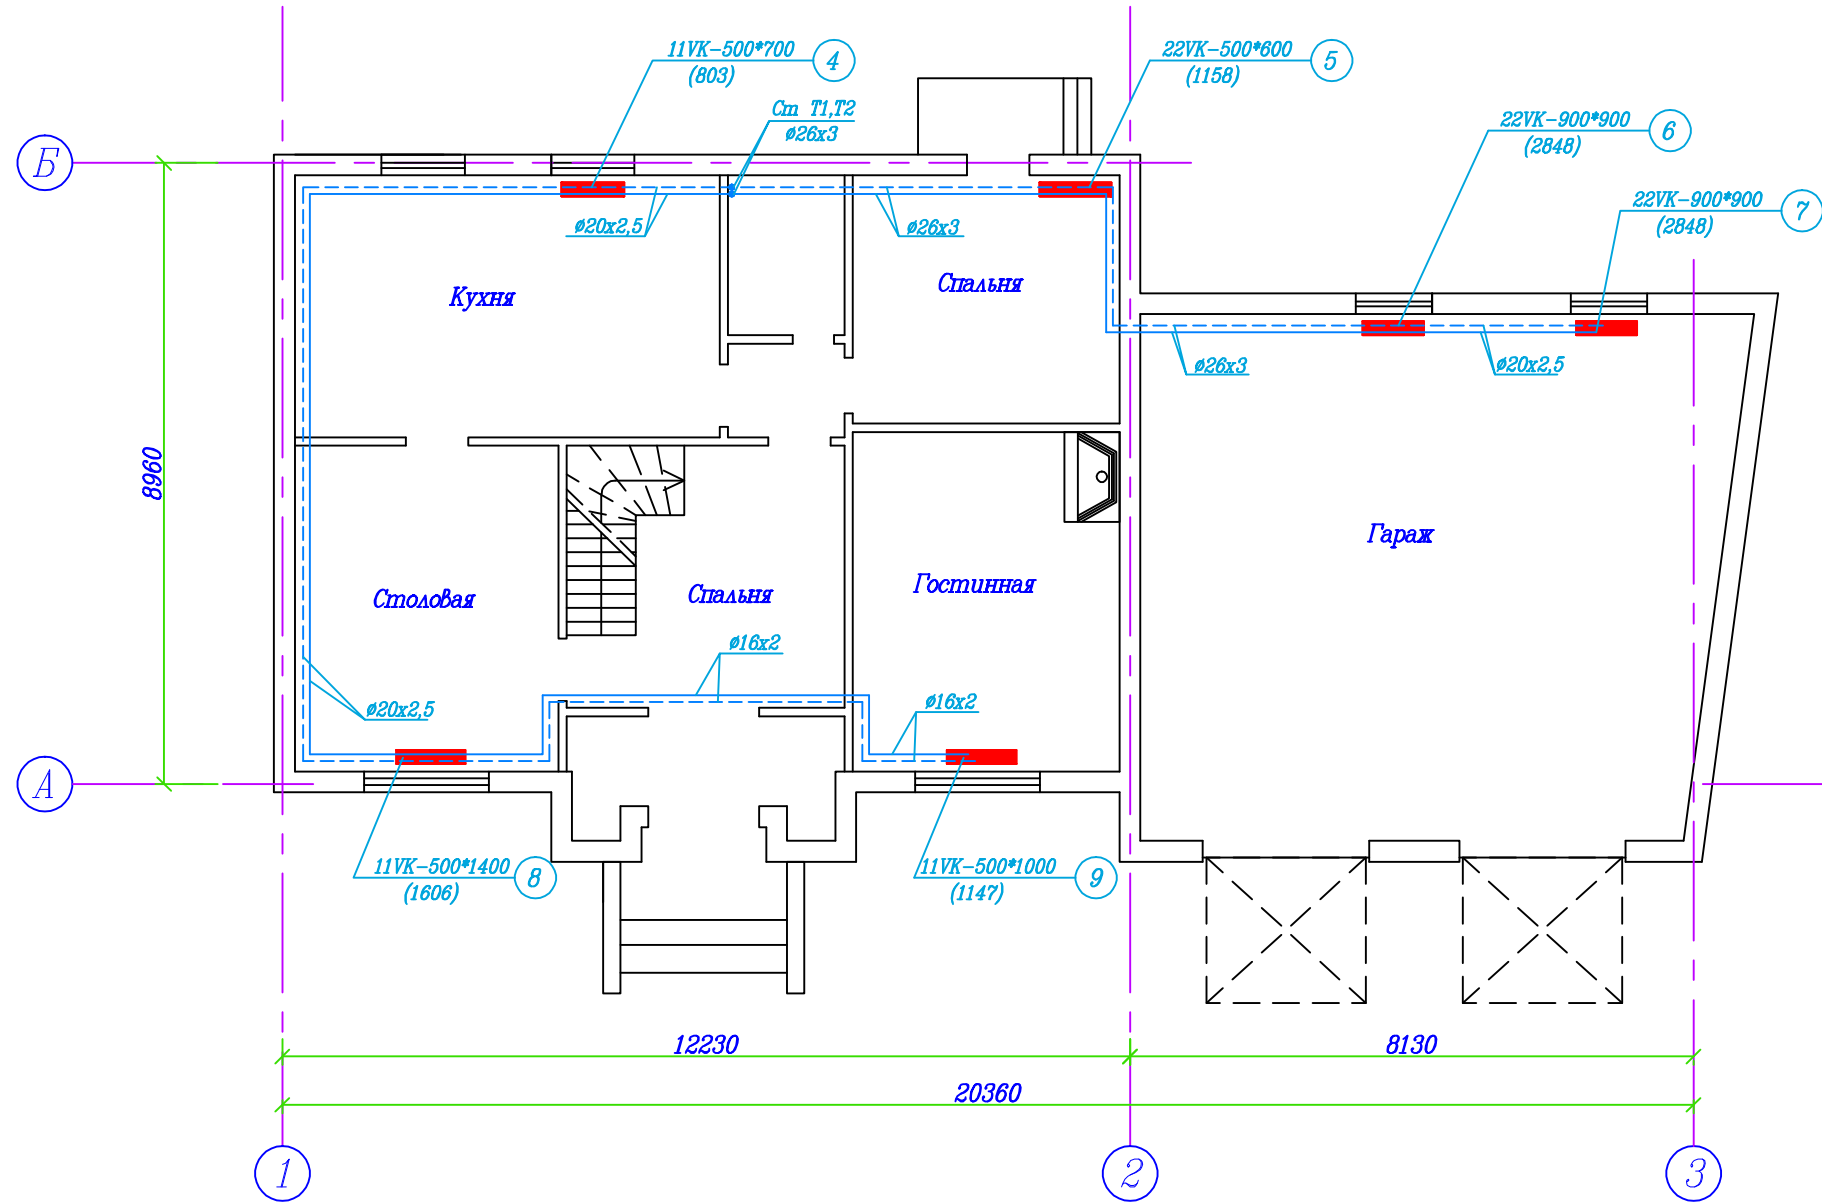 11VK-500*700
(803)
4
22VK-500*600
(1158)
5
Ст Т1,Т2
ø26x3
22VK-900*900
(2848)
6
Б
22VK-900*900
(2848)
7
ø20x2,5
ø26x3
Кухня
Спальня
ø26x3
ø20x2,5
8960
Гараж
Столовая
Спальня
Гостинная
ø16x2
ø20x2,5
ø16x2
А
11VK-500*1400
(1606)
8
11VK-500*1000
(1147)
9
12230
8130
20360
1
2
3